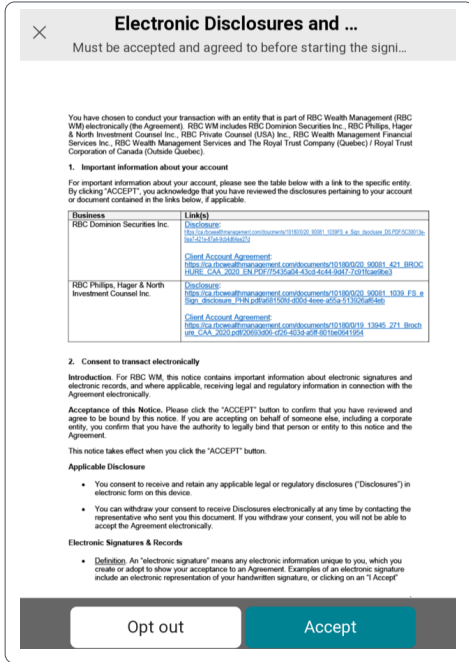 Electronic Disclosures and ...
Must be accepted and agreed to before starting the signi...
You have chosen to conduct your transaction with an entity that is part of RBC Wealth Management (RBC
WM) electronically (the Agreement). RBC WM includes RBC Dominion Securities Inc., RBC Phillips, Hager
& North Investment Counsel Inc., RBC Private Counsel (USA) Inc., RBC Wealth Management Financial
Services Inc., RBC Wealth Management Services and The Royal Trust Company (Quebec) / Royal Trust
Corporation of Canada (Outside Quebec).
1. Important information about your account
For important information about your account, please see the table below with a link to the specific entity.
By clicking "ACCEPT", you acknowledge that you have reviewed the disclosures pertaining to your account
or document contained in the links below, if applicable.
Business Link(s)
RBC Dominion Securities Inc. Disclosure:
Client Account Agreement:
https://ca.rbcwealthmanagement.com/documents/10180/0/20_90081_421_BROC
HURE_CAA_2020_EN.PDF/75435a04-43cd-4c44-9d47-7c91ffcae9be3
RBC Phillips, Hager & North
Investment Counsel Inc.
Disclosure:
https://ca.rbcwealthmanagement.com/documents/10180/0/20_90081_1039_FS_e
Sign_disclosure_PHN.pdf/a68150fd-d00d-4eee-a55a-513926af64eb
Client Account Agreement:
https://ca.rbcwealthmanagement.com/documents/10180/0/19_13945_271_Broch
ure_CAA_2020.pdf/20693d06-cf26-403d-a5ff-801be0641954
2. Consent to transact electronically
Introduction. For RBC WM, this notice contains important information about electronic signatures and
electronic records, and where applicable, receiving legal and regulatory information in connection with the
Agreement electronically.
Acceptance of this Notice. Please click the "ACCEPT" button to confirm that you have reviewed and
agree to be bound by this notice. If you are accepting on behalf of someone else, including a corporate
entity, you confirm that you have the authority to legally bind that person or entity to this notice and the
Agreement.
This notice takes effect when you click the "ACCEPT" button.
Applicable Disclosure
• You consent to receive and retain any applicable legal or regulatory disclosures ("Disclosures") in
electronic form on this device.
• You can withdraw your consent to receive Disclosures electronically at any time by contacting the
representative who sent you this document. If you withdraw your consent, you will not be able to
accept the Agreement electronically.
Electronic Signatures & Records
• Definition. An "electronic signature" means any electronic information unique to you, which you
create or adopt to show your acceptance to an Agreement. Examples of an electronic signature
include an electronic representation of your handwritten signature, or clicking on an "I Accept"
Opt out
Accept